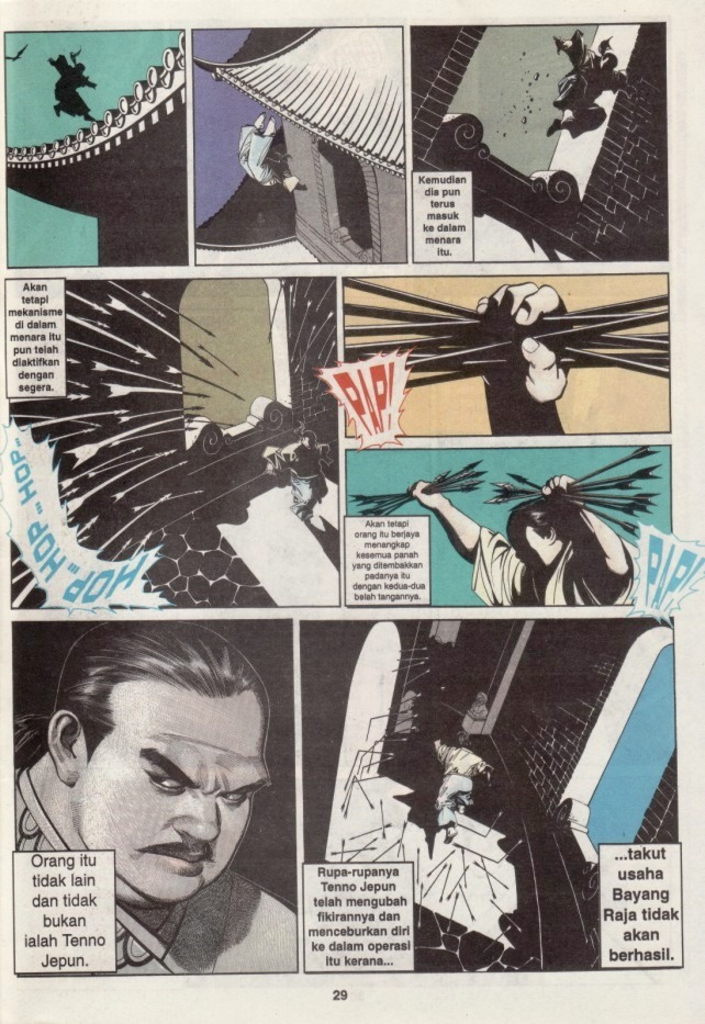 Kemudian
dia pun
terus
masuk
ke dalam
menara
itu.
Akan
tetapi
mekanisme
di dalam
menara itu
pun telah
diaktifkan
dengan
segera.
HOP... HOP... HOP... HOP
PAP!
Akan tetapi
orang itu berjaya
menangkap
kesemua panah
yang ditembakkan
padanya itu
dengan kedua-dua
belah tangannya.
PAP!
Orang itu
tidak lain
dan tidak
bukan
ialah Tenno
Jepun.
Rupa-rupanya
Tenno Jepun
telah mengubah
fikirannya dan
menceburkan diri
ke dalam operasi
itu kerana...
...takut
usaha
Bayang
Raja tidak
akan
berhasil.
29